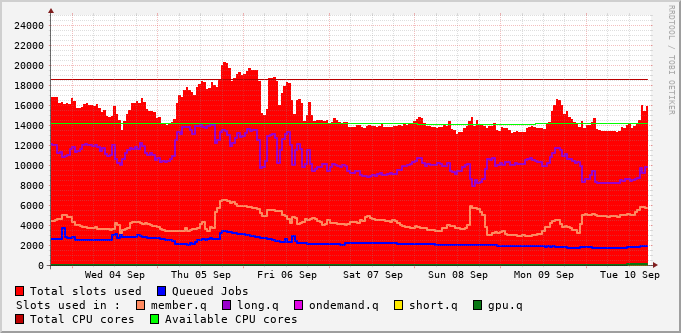 24000
22000
20000
18000
16000
14000
12000
10000
8000
6000
4000
2000
0
Wed 04 Sep Thu 05 Sep Fri 06 Sep Sat 07 Sep Sun 08 Sep Mon 09 Sep Tue 10 Sep
Total slots used Queued Jobs
Slots used in : member.q long.q ondemand.q short.q gpu.q
Total CPU cores Available CPU cores
RRDTOOL / TOBI OETIKER